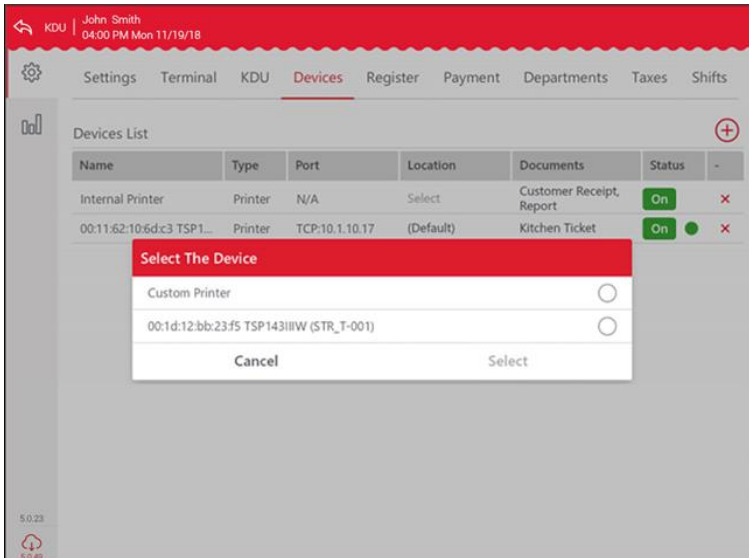 KDU
John Smith
04:00 PM Mon 11/19/18
Settings Terminal KDU Devices Register Payment Departments Taxes Shifts
Devices List
Name Type Port Location Documents Status -
Internal Printer Printer N/A Select Customer Receipt, Report On
00:11:62:10:6d:c3 TSP1... Printer TCP:10.1.10.17 (Default) Kitchen Ticket On
Select The Device
Custom Printer
00:1d:12:bb:23:f5 TSP143IIIW (STR_T-001)
Cancel Select
5.0.23
5.0.49